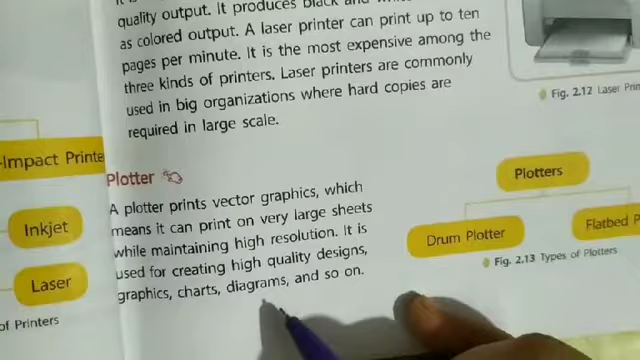 quality output. It produces black and
as colored output. A laser printer can print up to ten
pages per minute. It is the most expensive among the
three kinds of printers. Laser printers are commonly
used in big organizations where hard copies are
required in large scale.
Fig. 2.12 Laser Prin
-Impact Printe
Inkjet
Laser
of Printers
Plotter
A plotter prints vector graphics, which
means it can print on very large sheets
while maintaining high resolution. It is
used for creating high quality designs,
graphics, charts, diagrams, and so on.
Plotters
Drum Plotter
Flatbed P
Fig. 2.13 Types of Plotters